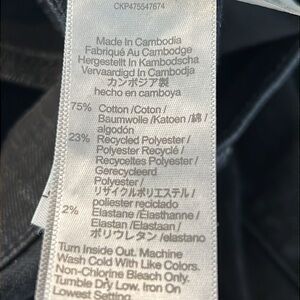 CKP475547674
Made In Cambodia
Fabriqué Au Cambodge
Hergestellt In Kambodscha
Vervaardigd In Cambodja
カンボジア製
hecho en camboya
75% Cotton /Coton /
Baumwolle /Katoen /綿 /
algodón
23% Recycled Polyester /
Polyester Recyclé /
Recyceltes Polyester /
Gerecycleerd
Polyester /
リサイクルポリエステル /
poliester reciclado
2% Elastane /Élasthanne /
Elastan /Elastaan /
ポリウレタン /elastano
Turn Inside Out. Machine
Wash Cold With Like Colors.
Non-Chlorine Bleach Only.
Tumble Dry Low. Iron On
Lowest Setting